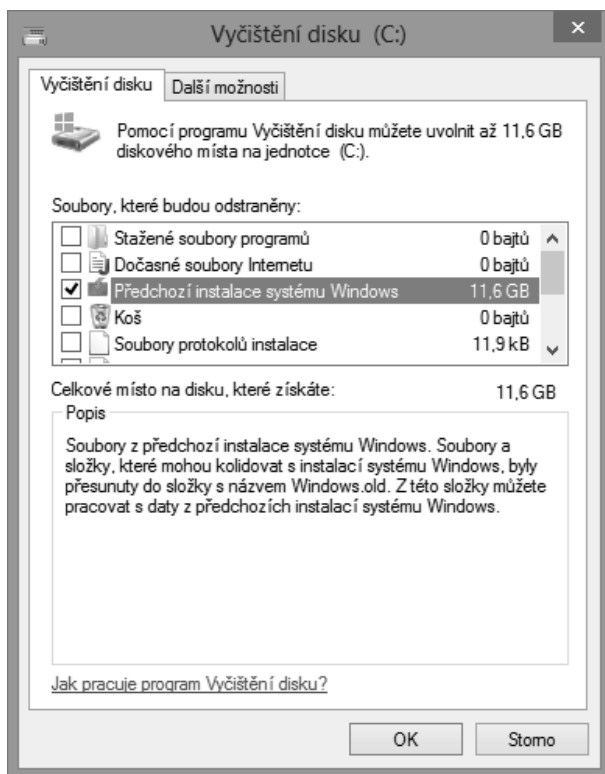 Vyčištění disku (C:)
Vyčištění disku
Další možnosti
Pomocí programu Vyčištění disku můžete uvolnit až 11,6 GB
diskového místa na jednotce (C:).
Soubory, které budou odstraněny:
Stažené soubory programů 0 bajtů
Dočasné soubory Internetu 0 bajtů
Předchozí instalace systému Windows 11,6 GB
Koš 0 bajtů
Soubory protokolů instalace 11,9 kB
Celkové místo na disku, které získáte: 11,6 GB
Popis
Soubory z předchozí instalace systému Windows. Soubory a
složky, které mohou kolidovat s instalací systému Windows, byly
přesunuty do složky s názvem Windows.old. Z této složky můžete
pracovat s daty z předchozích instalací systému Windows.
Jak pracuje program Vyčištění disku?
OK
Storno